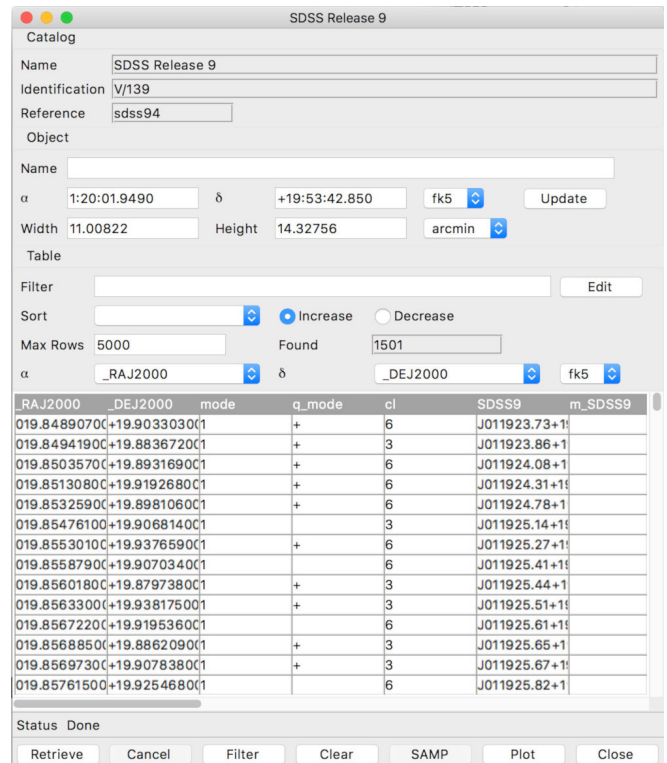 SDSS Release 9
Catalog
Name SDSS Release 9
Identification V/139
Reference sdss94
Object
Name
α 1:20:01.9490 δ +19:53:42.850 fk5 Update
Width 11.00822 Height 14.32756 arcmin
Table
Filter Edit
Sort Increase Decrease
Max Rows 5000 Found 1501
α _RAJ2000 δ _DEJ2000 fk5
_RAJ2000 _DEJ2000 mode q_mode cl SDSS9 m_SDSS9
019.84890700 +19.90330300 1 + 6 J011923.73+19
019.84941900 +19.88367200 1 + 3 J011923.86+1
019.85035700 +19.89316900 1 + 6 J011924.08+1
019.85130800 +19.91926800 1 + 6 J011924.31+19
019.85325900 +19.89810600 1 + 6 J011924.78+1
019.85476100 +19.90681400 1 3 J011925.14+19
019.85530100 +19.93765900 1 + 6 J011925.27+19
019.85587900 +19.90703400 1 6 J011925.41+19
019.85601800 +19.87973800 1 + 3 J011925.44+1
019.85633000 +19.93817500 1 + 3 J011925.51+19
019.85672200 +19.91953600 1 6 J011925.61+19
019.85688500 +19.88620900 1 + 3 J011925.65+1
019.85697300 +19.90783800 1 + 3 J011925.67+19
019.85761500 +19.92546800 1 6 J011925.82+1
Status Done
Retrieve Cancel Filter Clear SAMP Plot Close